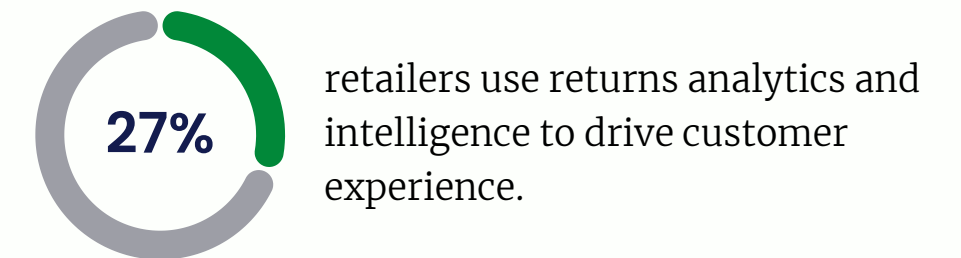 27%
retailers use returns analytics and
intelligence to drive customer
experience.